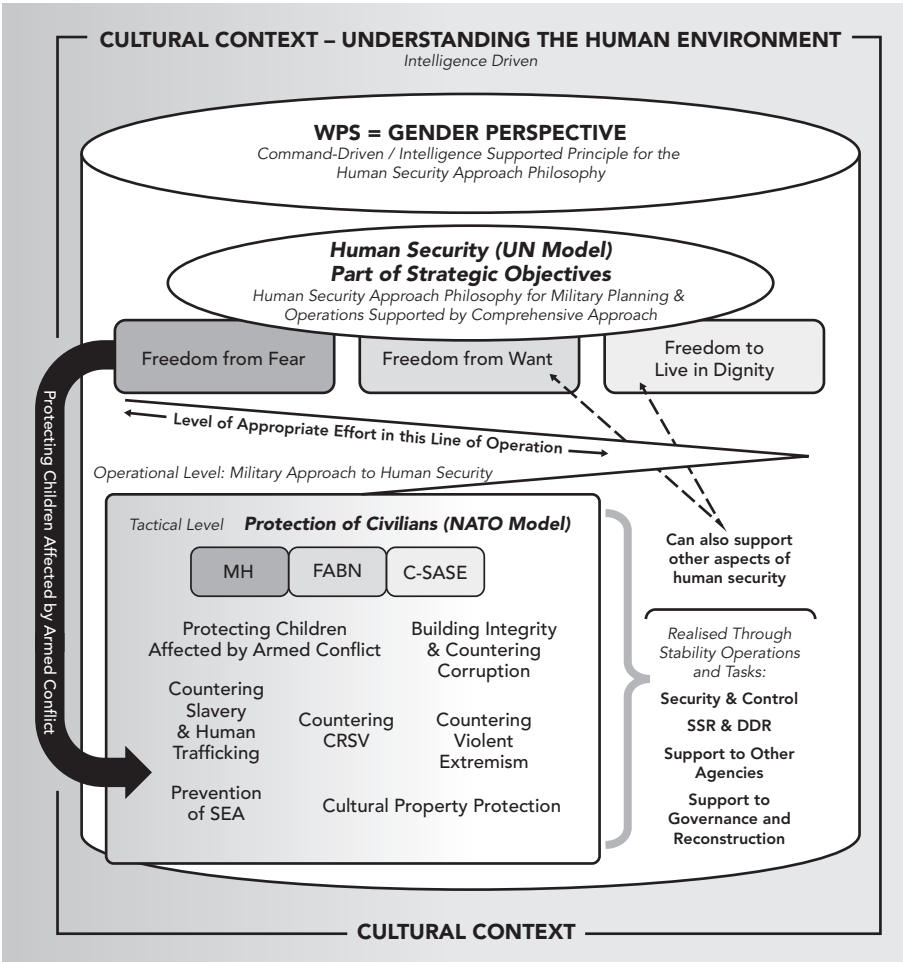 CULTURAL CONTEXT – UNDERSTANDING THE HUMAN ENVIRONMENT
Intelligence Driven
WPS = GENDER PERSPECTIVE
Command-Driven / Intelligence Supported Principle for the
Human Security Approach Philosophy
Human Security (UN Model)
Part of Strategic Objectives
Human Security Approach Philosophy for Military Planning &
Operations Supported by Comprehensive Approach
Freedom from Fear
Freedom from Want
Freedom to
Live in Dignity
Protecting Children Affected by Armed Conflict
Level of Appropriate Effort in this Line of Operation
Operational Level: Military Approach to Human Security
Tactical Level Protection of Civilians (NATO Model)
MH
FABN
C-SASE
Protecting Children
Affected by Armed Conflict
Building Integrity
& Countering
Corruption
Countering
Slavery
& Human
Trafficking
Countering
CRSV
Countering
Violent
Extremism
Prevention
of SEA
Cultural Property Protection
Can also support
other aspects of
human security
Realised Through
Stability Operations
and Tasks:
Security & Control
SSR & DDR
Support to Other
Agencies
Support to
Governance and
Reconstruction
CULTURAL CONTEXT